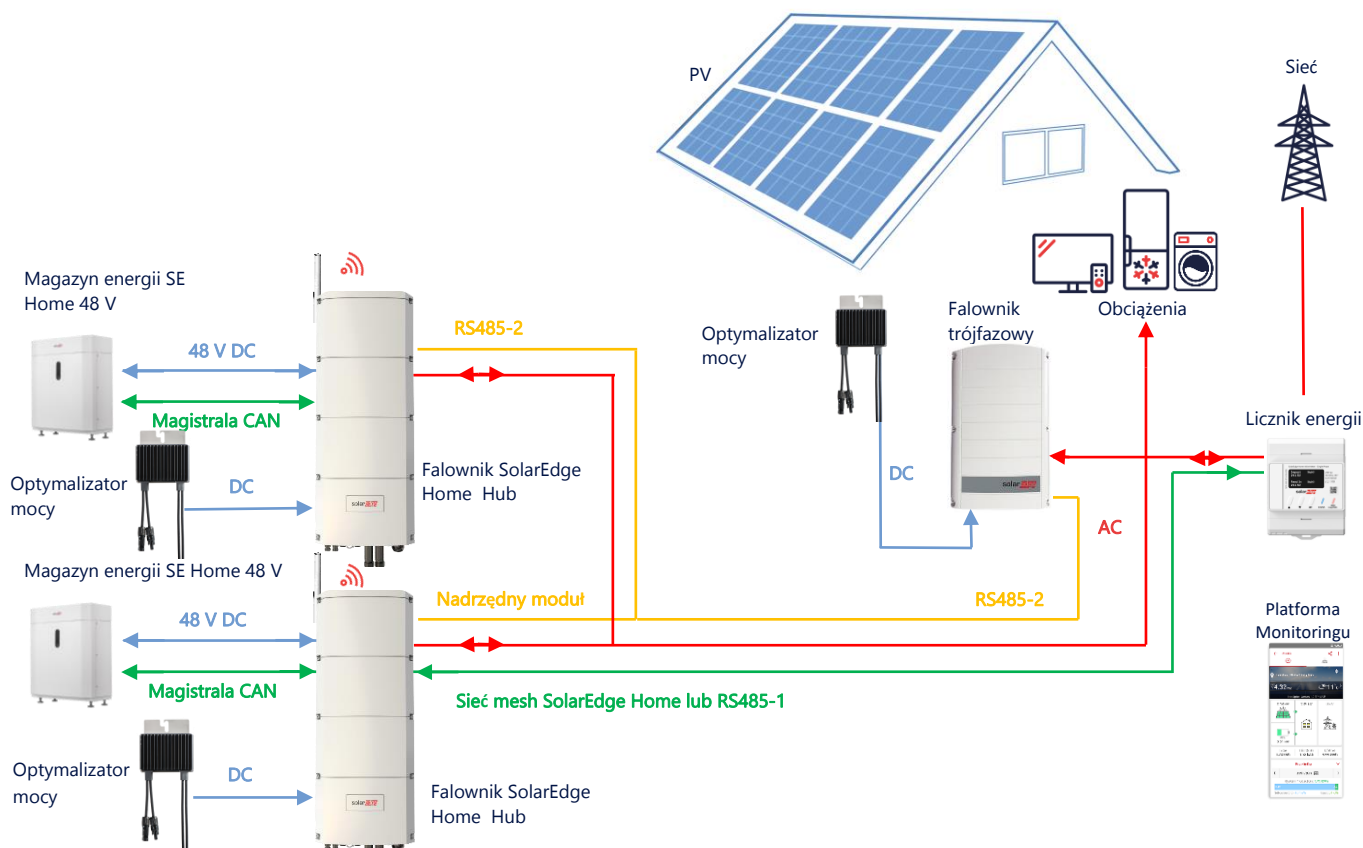 PV
Sieć
Magazyn energii SE
Home 48 V
48 V DC
Magistrala CAN
RS485-2
Optymalizator
mocy
DC
Falownik SolarEdge
Home Hub
solar
Optymalizator
mocy
DC
Falownik
trójfazowy
solar
Obciążenia
Licznik energii
AC
Magazyn energii SE Home 48 V
48 V DC
Magistrala CAN
Nadrzędny moduł
RS485-2
Sieć mesh SolarEdge Home lub RS485-1
Optymalizator
mocy
DC
Falownik SolarEdge
Home Hub
solar
Platforma
Monitoringu